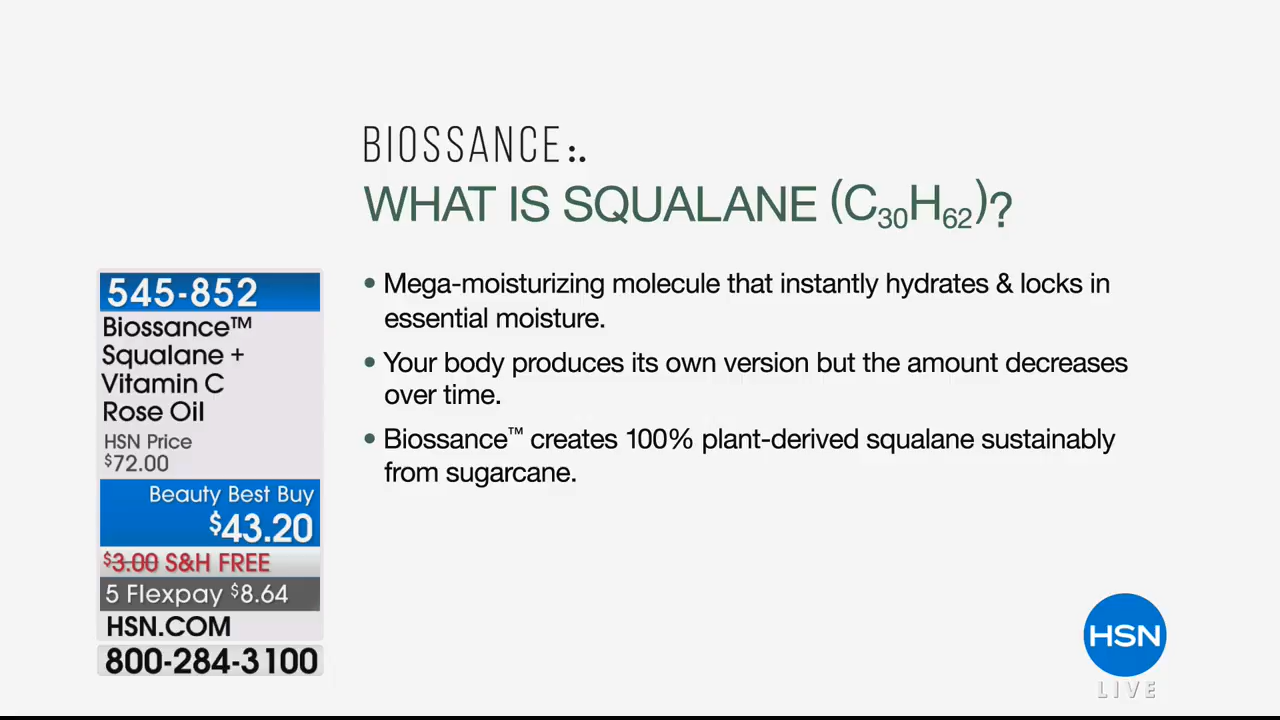 BIOSSANCE:.
WHAT IS SQUALANE (C₃₀H₆₂)?
• Mega-moisturizing molecule that instantly hydrates & locks in
essential moisture.
• Your body produces its own version but the amount decreases
over time.
• Biossance™ creates 100% plant-derived squalane sustainably
from sugarcane.
545-852
Biossance™
Squalane +
Vitamin C
Rose Oil
HSN Price
$72.00
Beauty Best Buy
$43.20
$3.00 S&H FREE
5 Flexpay $8.64
HSN.COM
800-284-3100
HSN
LIVE